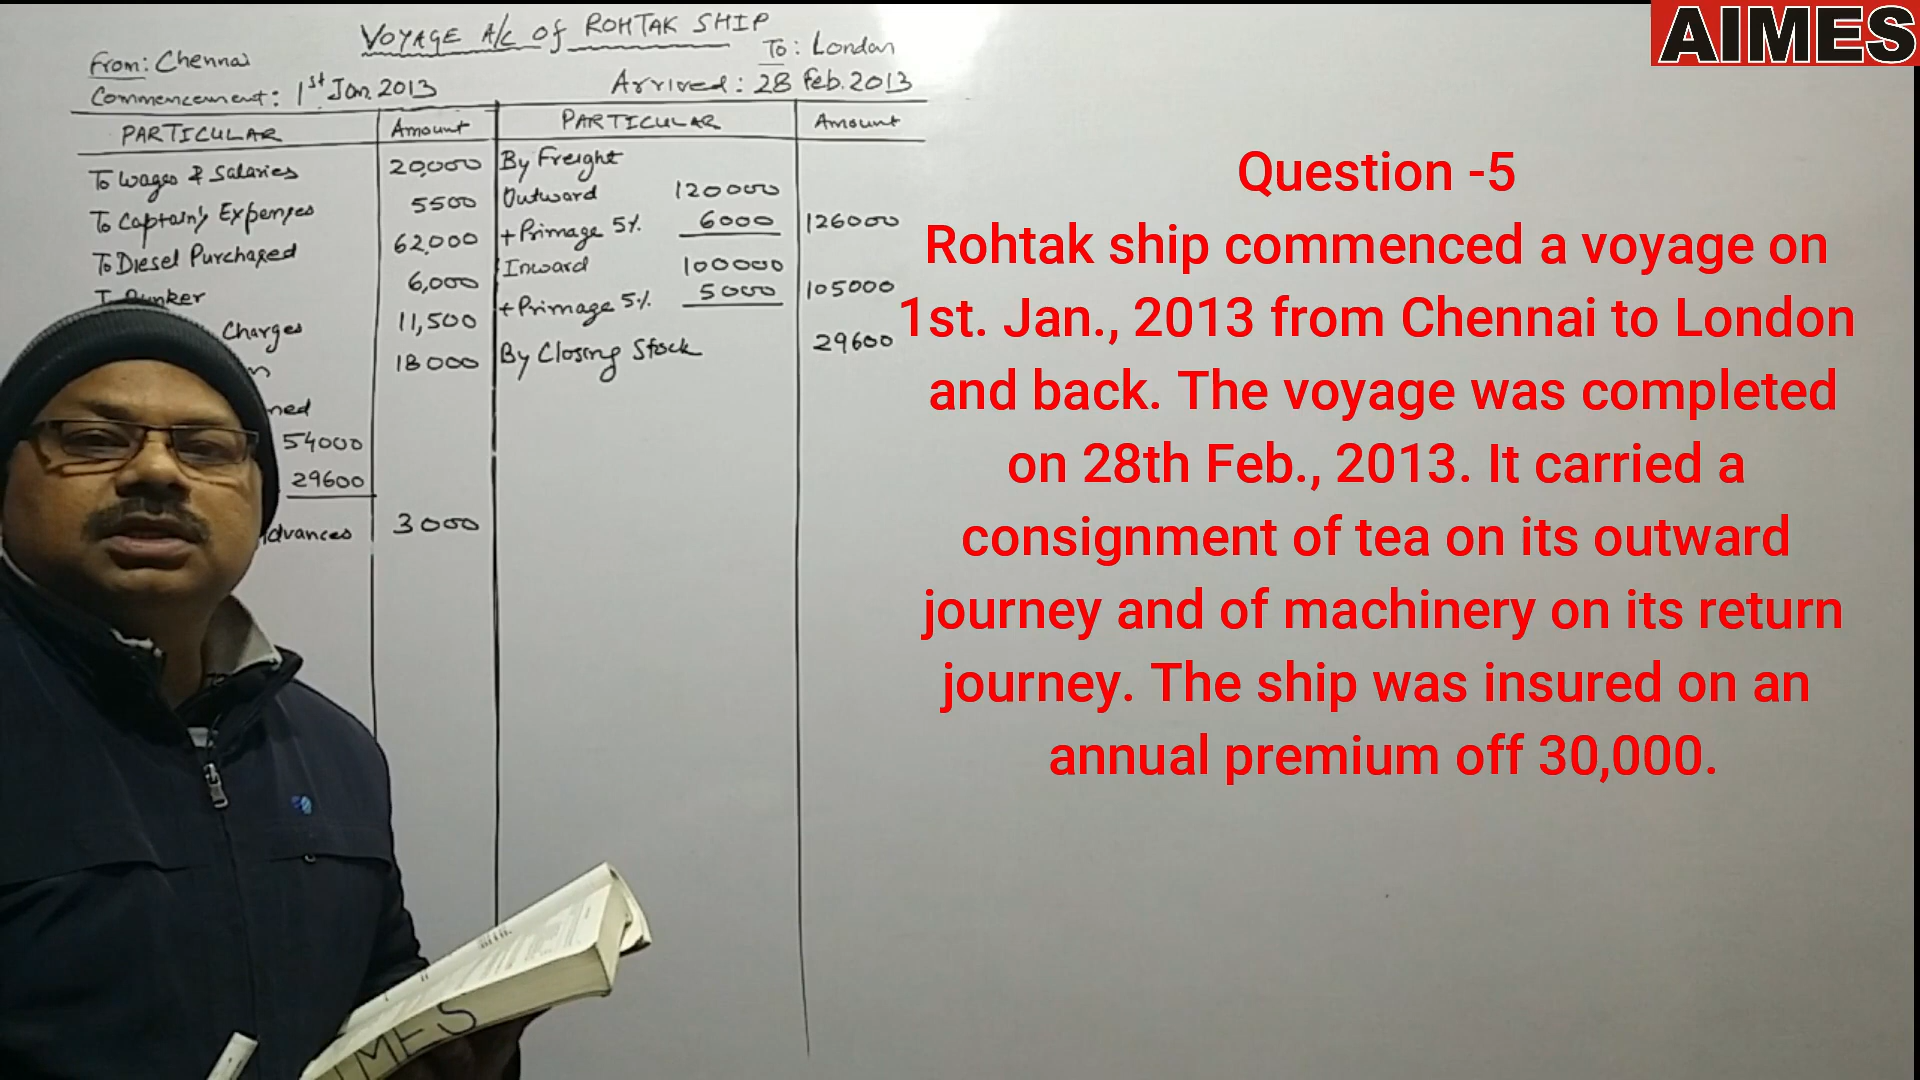 AIMES
VOYAGE A/C of ROHTAK SHIP
From: Chennai
To: London
Commencement: 1st Jan. 2013
Arrived: 28 Feb. 2013
PARTICULAR Amount PARTICULAR Amount
To Wages & Salaries 20,000 By Freight
To Captain's Expenses 5500 Outward 120000
To Diesel Purchased 62,000 + Primage 5% 6000 126000
6,000 Inward 100000
Charges 11,500 + Primage 5% 5000 105000
18000 By Closing Stock 29600
54000
29600
3000
Question -5
Rohtak ship commenced a voyage on
1st. Jan., 2013 from Chennai to London
and back. The voyage was completed
on 28th Feb., 2013. It carried a
consignment of tea on its outward
journey and of machinery on its return
journey. The ship was insured on an
annual premium off 30,000.